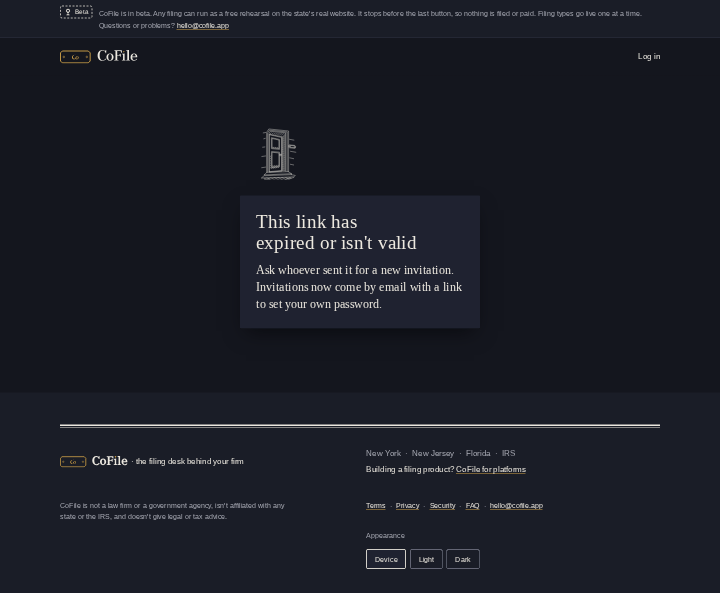 Beta
CoFile is in beta. Any filing can run as a free rehearsal on the state's real website. It stops before the last button, so nothing is filed or paid. Filing types go live one at a time.
Questions or problems? hello@cofile.app
Co CoFile
Log in
This link has
expired or isn't valid
Ask whoever sent it for a new invitation.
Invitations now come by email with a link
to set your own password.
Co CoFile · the filing desk behind your firm
New York · New Jersey · Florida · IRS
Building a filing product? CoFile for platforms
CoFile is not a law firm or a government agency, isn't affiliated with any
state or the IRS, and doesn't give legal or tax advice.
Terms · Privacy · Security · FAQ · hello@cofile.app
Appearance
Device Light Dark